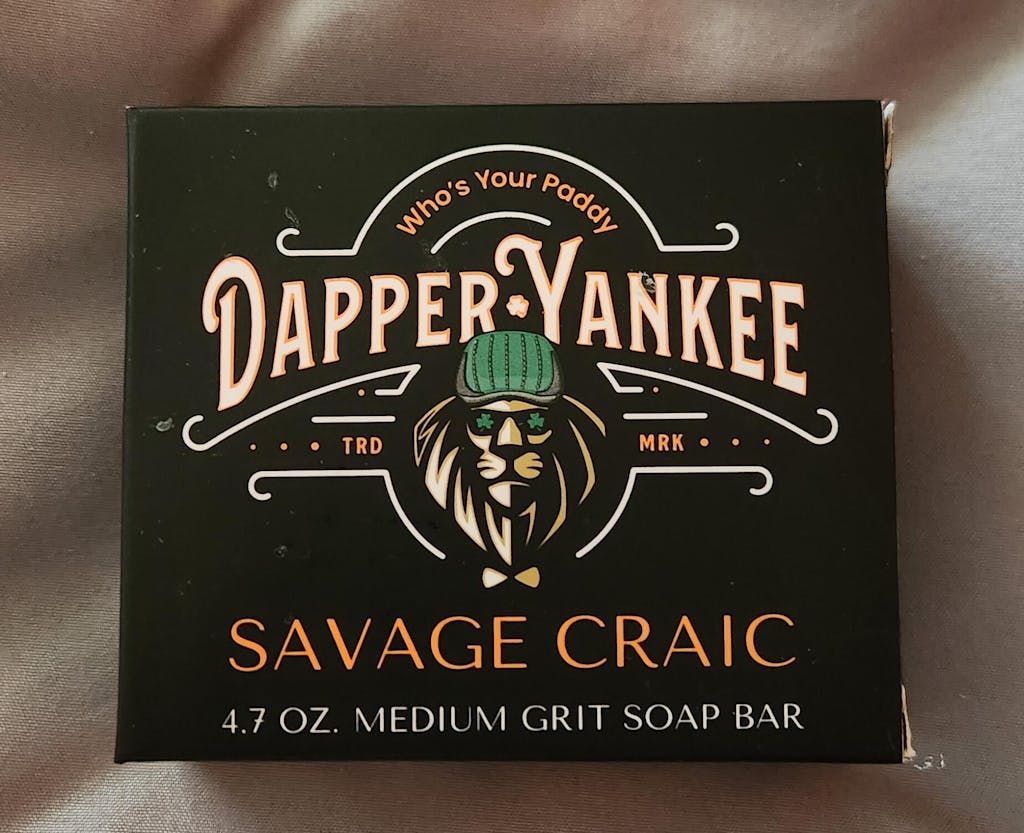 Who's Your Paddy
DAPPER YANKEE
TRD MRK
SAVAGE CRAIC
4.7 OZ. MEDIUM GRIT SOAP BAR